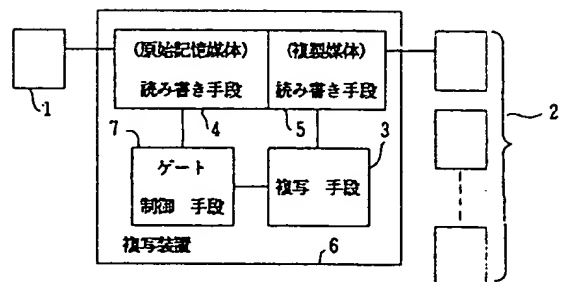 (原始記憶媒体)
読み書き手段
(複製媒体)
読み書き手段
1
4
5
2
7
3
ゲート
制御 手段
複写 手段
複写装置
6